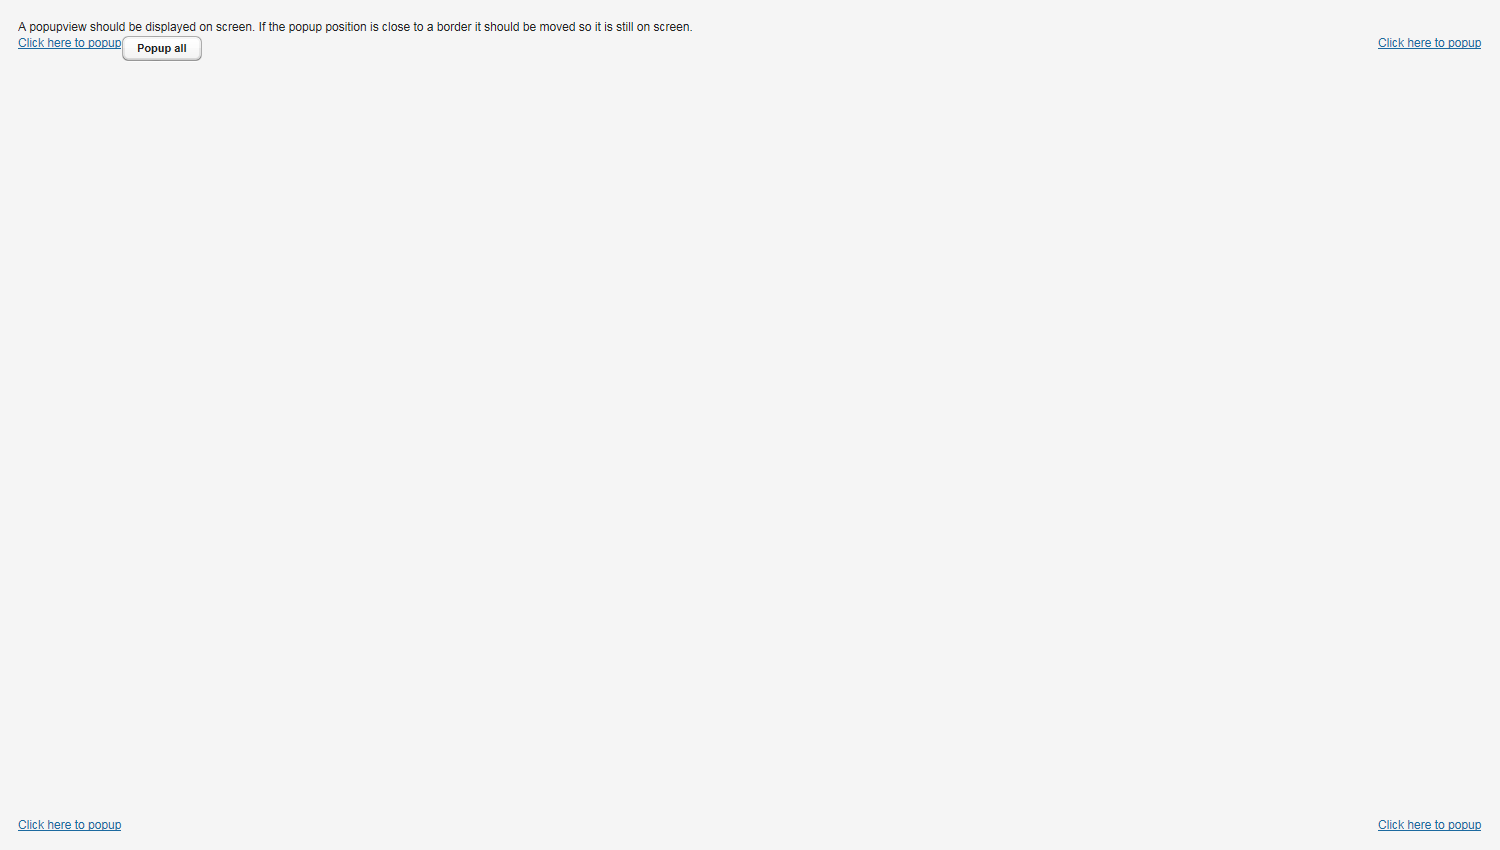 A popupview should be displayed on screen. If the popup position is close to a border it should be moved so it is still on screen.
Click here to popup Popup all Click here to popup
Click here to popup Click here to popup